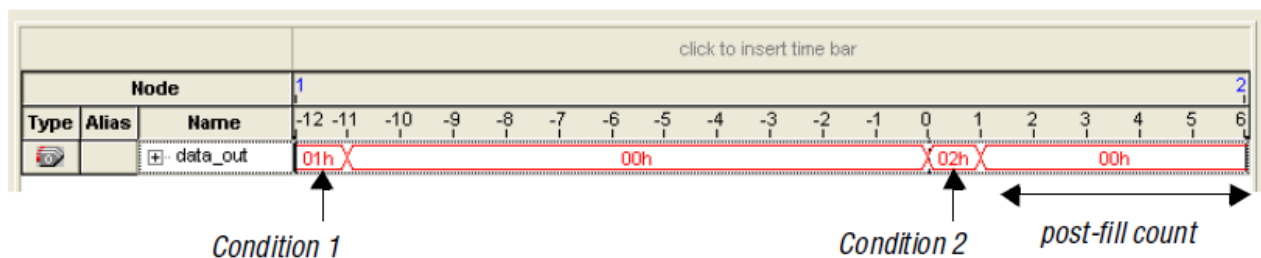 click to insert time bar
Node 1 2
Type Alias Name -12 -11 -10 -9 -8 -7 -6 -5 -4 -3 -2 -1 0 1 2 3 4 5 6
data_out 01h 00h 02h 00h
Condition 1 Condition 2 post-fill count